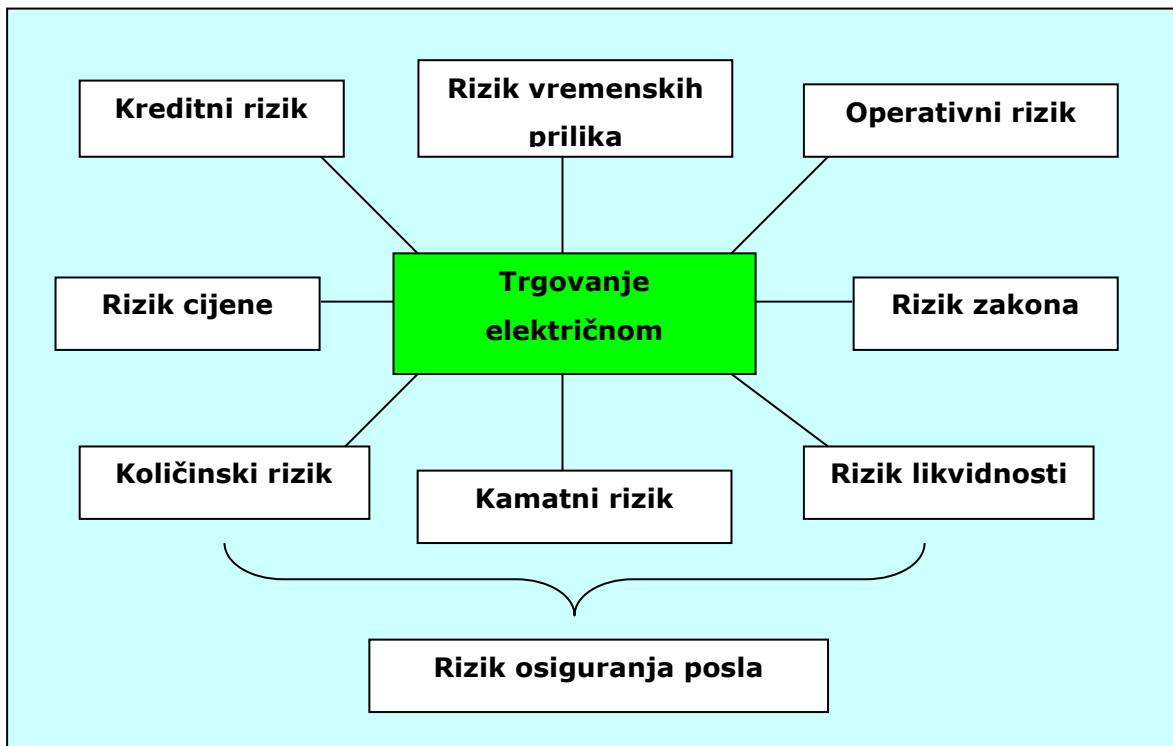 Kreditni rizik
Rizik vremenskih
prilika
Operativni rizik
Rizik cijene
Trgovanje
električnom
Rizik zakona
Količinski rizik
Kamatni rizik
Rizik likvidnosti
Rizik osiguranja posla